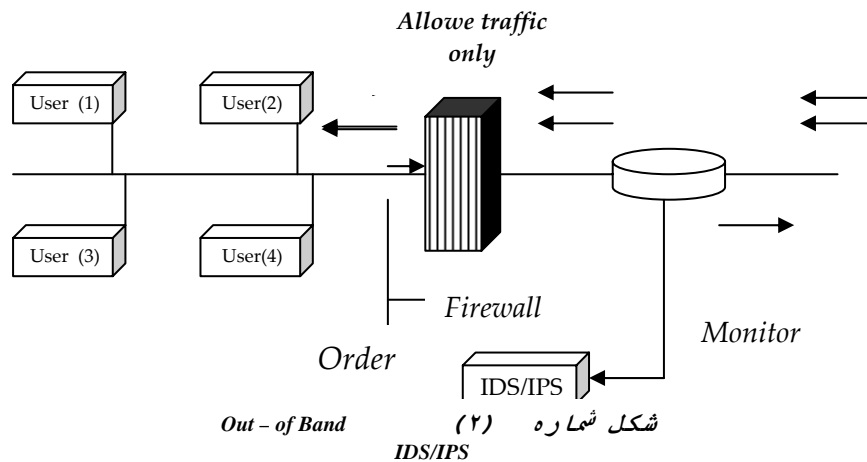 Allowe traffic
only
User (1)
User(2)
User (3)
User(4)
Firewall
Monitor
Order
IDS/IPS
Out – of Band شکل شماره (۲)
IDS/IPS